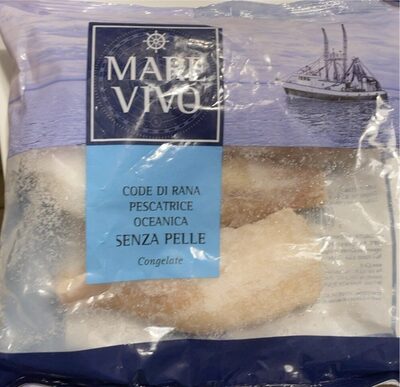 MARE
VIVO
CODE DI RANA
PESCATRICE
OCEANICA
SENZA PELLE
Congelate